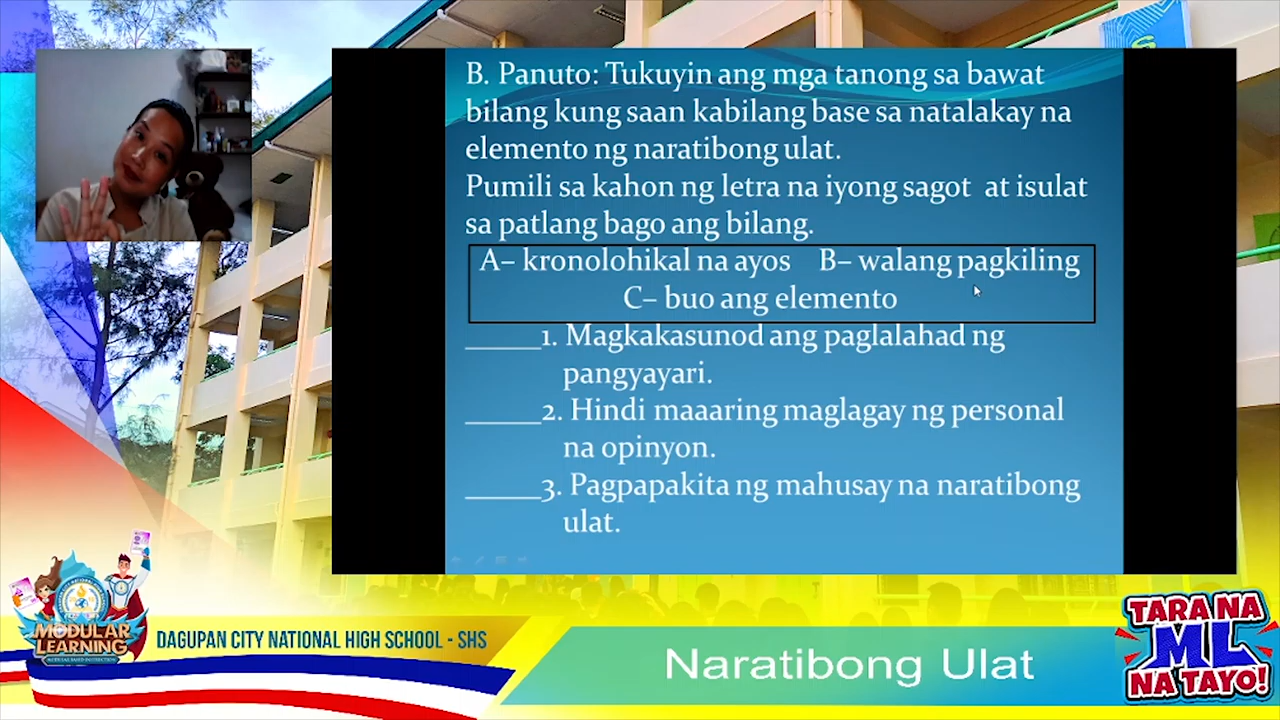 B. Panuto: Tukuyin ang mga tanong sa bawat
bilang kung saan kabilang base sa natalakay na
elemento ng naratibong ulat.
Pumili sa kahon ng letra na iyong sagot at isulat
sa patlang bago ang bilang.
A– kronolohikal na ayos B– walang pagkiling
C– buo ang elemento
_____1. Magkakasunod ang paglalahad ng
pangyayari.
_____2. Hindi maaaring maglagay ng personal
na opinyon.
_____3. Pagpapakita ng mahusay na naratibong
ulat.
MODULAR
LEARNING
DAGUPAN CITY NATIONAL HIGH SCHOOL - SHS
Naratibong Ulat
TARA NA
ML
NA TAYO!